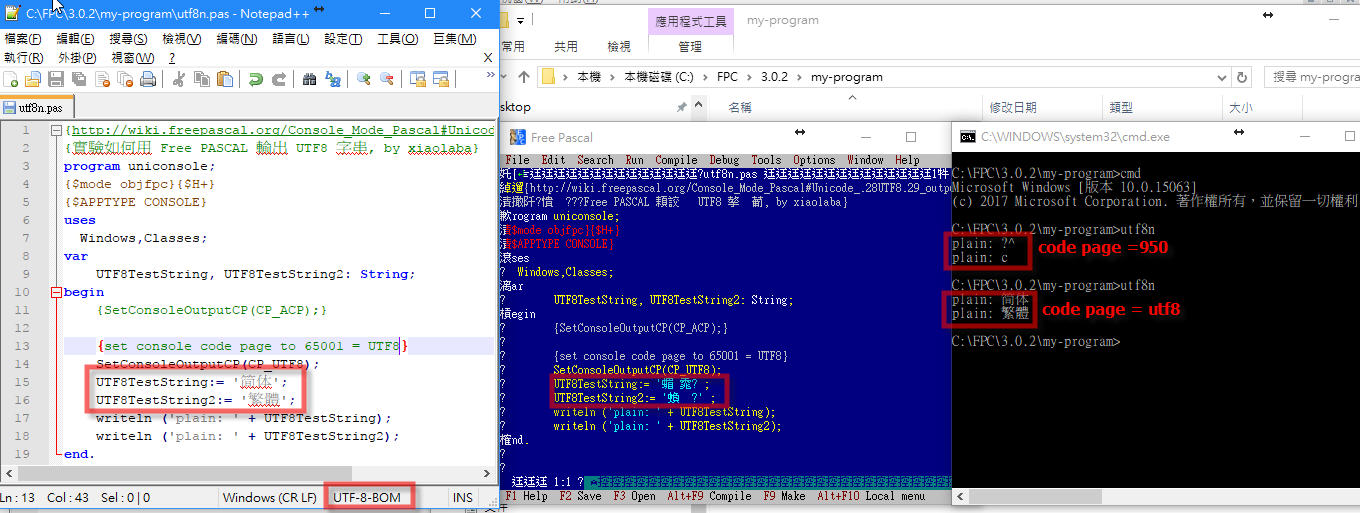 C:\FPC\my-program\utf8n.pas - Notepad++
檔案(F) 編輯(E) 搜尋(S) 檢視(V) 編碼(N) 語言(L) 設定(T) 工具(O) 巨集(M)
執行(R) 外掛(P) 視窗(W) ? X
utf8n.pas
1 {http://wiki.freepascal.org/Console_Mode_Pascal#Unicod
2 {實驗如何用 Free PASCAL 輸出 UTF8 字串, by xiaolaba}
3 program uniconsole;
4 {$mode objfpc}{$H+}
5 {$APPTYPE CONSOLE}
6 uses
7 Windows,Classes;
8 var
9 UTF8TestString, UTF8TestString2: String;
10 begin
11 {SetConsoleOutputCP(CP_ACP);}
12
13 {set console code page to 65001 = UTF8}
14 SetConsoleOutputCP(CP_UTF8);
15 UTF8TestString:= '简体';
16 UTF8TestString2:= '繁體';
17 writeln ('plain: ' + UTF8TestString);
18 writeln ('plain: ' + UTF8TestString2);
19 end.
Ln : 13 Col : 43 Sel : 0 | 0 Windows (CR LF) UTF-8-BOM INS
應用程式工具 my-program
常用 共用 檢視 管理
本機 > 本機磁碟 (C:) > FPC > 3.0.2 > my-program
搜尋 my-progra
sktop 名稱 修改日期 類型 大小
Free Pascal
File Edit Search Run Compile Debug Tools Options Window Help
utf8n.pas
{http://wiki.freepascal.org/Console_Mode_Pascal#Unicode_.28UTF8.29_outp
Free PASCAL UTF8 , by xiaolaba}
rogram uniconsole;
{$mode objfpc}{$H+}
{$APPTYPE CONSOLE}
ses
? Windows,Classes;
ar
? UTF8TestString, UTF8TestString2: String;
egin
? {SetConsoleOutputCP(CP_ACP);}
?
? {set console code page to 65001 = UTF8}
? SetConsoleOutputCP(CP_UTF8);
? UTF8TestString:= ' ? ;
? UTF8TestString2:= ' ?' ;
? writeln ('plain: ' + UTF8TestString);
? writeln ('plain: ' + UTF8TestString2);
nd.
?
?
1:1 ?
F1 Help F2 Save F3 Open Alt+F9 Compile F9 Make Alt+F10 Local menu
C:\WINDOWS\system32\cmd.exe
C:\FPC\3.0.2\my-program>cmd
Microsoft Windows [版本 10.0.15063]
(c) 2017 Microsoft Corporation. 著作權所有，並保留一切權利
C:\FPC\3.0.2\my-program>utf8n
plain: ?^
plain: c
code page =950
C:\FPC\3.0.2\my-program>utf8n
plain: 简体
plain: 繁體
code page = utf8
C:\FPC\3.0.2\my-program>